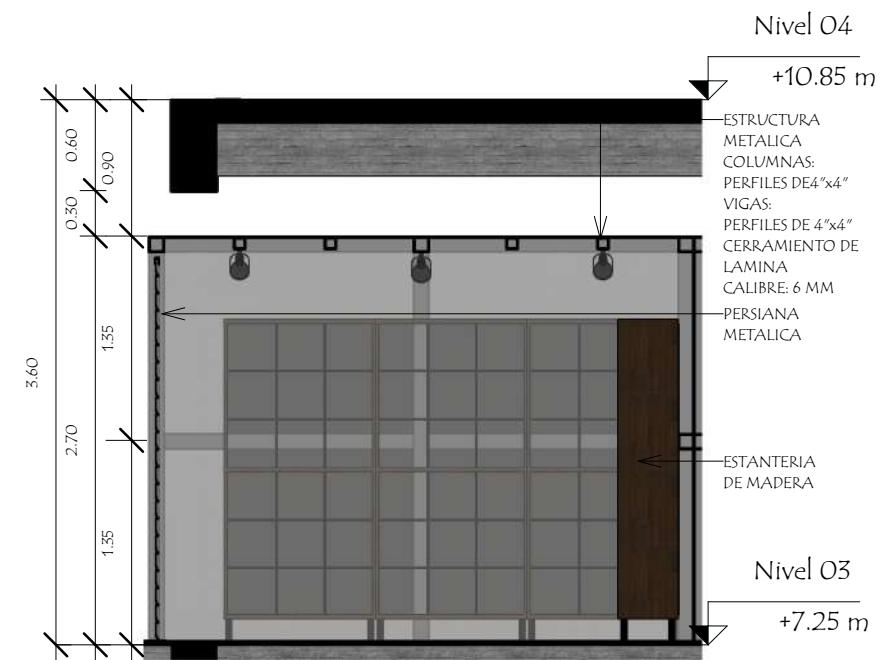 Nivel 04
+10.85 m
ESTRUCTURA
METALICA
COLUMNAS:
PERFILES DE4"x4"
VIGAS:
PERFILES DE 4"x4"
CERRAMIENTO DE
LAMINA
CALIBRE: 6 MM
PERSIANA
METALICA
ESTANTERIA
DE MADERA
Nivel 03
+7.25 m
0.60
0.90
0.30
1.35
3.60
2.70
1.35